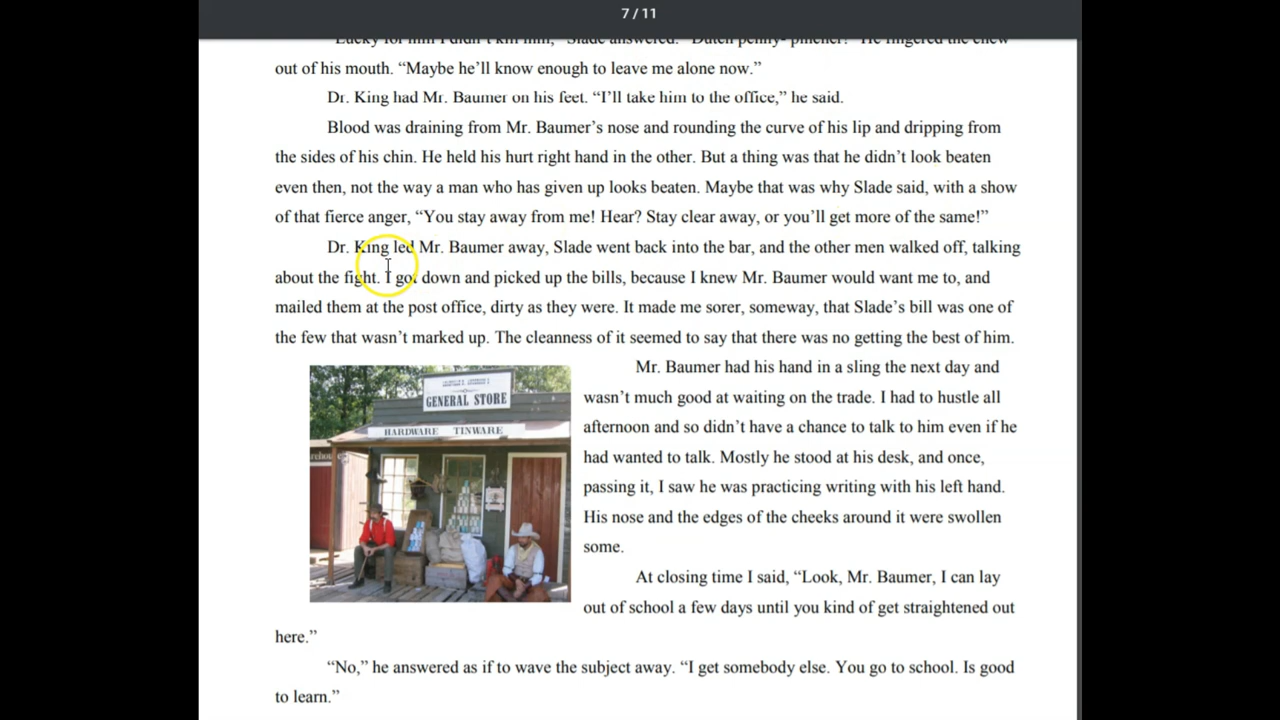 7 / 11
"Lucky for him I didn't kill him," Slade answered. "Dutch penny- pincher!" He fingered the chew
out of his mouth. “Maybe he’ll know enough to leave me alone now.”
Dr. King had Mr. Baumer on his feet. “I’ll take him to the office,” he said.
Blood was draining from Mr. Baumer’s nose and rounding the curve of his lip and dripping from
the sides of his chin. He held his hurt right hand in the other. But a thing was that he didn’t look beaten
even then, not the way a man who has given up looks beaten. Maybe that was why Slade said, with a show
of that fierce anger, “You stay away from me! Hear? Stay clear away, or you’ll get more of the same!”
Dr. King led Mr. Baumer away, Slade went back into the bar, and the other men walked off, talking
about the fight. I got down and picked up the bills, because I knew Mr. Baumer would want me to, and
mailed them at the post office, dirty as they were. It made me sorer, someway, that Slade’s bill was one of
the few that wasn’t marked up. The cleanness of it seemed to say that there was no getting the best of him.
Mr. Baumer had his hand in a sling the next day and
wasn’t much good at waiting on the trade. I had to hustle all
afternoon and so didn’t have a chance to talk to him even if he
had wanted to talk. Mostly he stood at his desk, and once,
passing it, I saw he was practicing writing with his left hand.
His nose and the edges of the cheeks around it were swollen
some.
At closing time I said, “Look, Mr. Baumer, I can lay
out of school a few days until you kind of get straightened out
here.”
“No,” he answered as if to wave the subject away. “I get somebody else. You go to school. Is good
to learn.”
GENERAL STORE
HARDWARE TINWARE